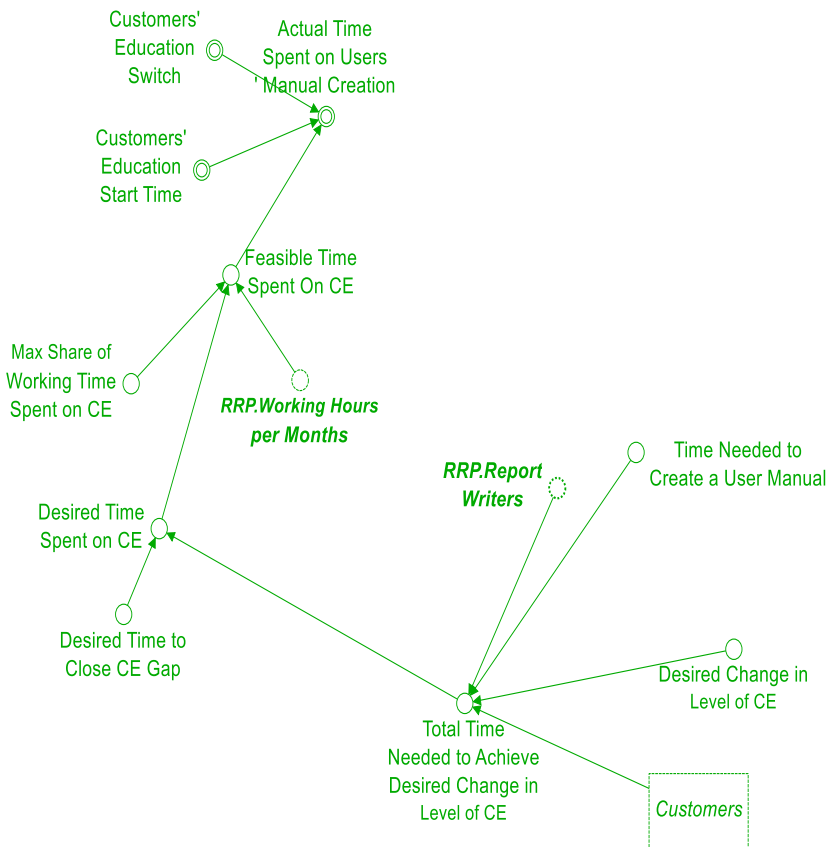 Customers'
Education
Switch
Actual Time
Spent on Users
' Manual Creation
Customers'
Education
Start Time
Feasible Time
Spent On CE
Max Share of
Working Time
Spent on CE
RRP.Working Hours
per Months
RRP.Report
Writers
Time Needed to
Create a User Manual
Desired Time
Spent on CE
Desired Time to
Close CE Gap
Desired Change in
Level of CE
Total Time
Needed to Achieve
Desired Change in
Level of CE
Customers